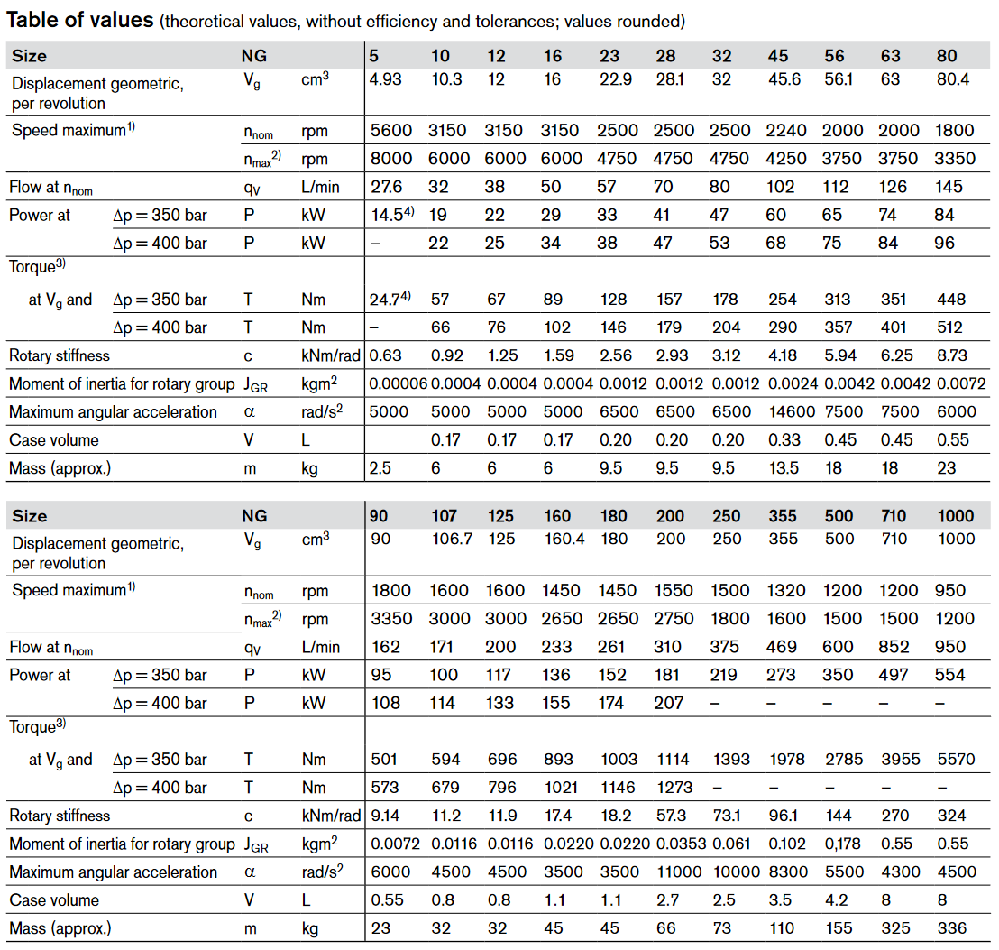 Table of values (theoretical values, without efficiency and tolerances; values rounded)
Size NG 5 10 12 16 23 28 32 45 56 63 80
Displacement geometric, Vg cm3 4.93 10.3 12 16 22.9 28.1 32 45.6 56.1 63 80.4
per revolution
Speed maximum1) nnom rpm 5600 3150 3150 3150 2500 2500 2500 2240 2000 2000 1800
nmax2) rpm 8000 6000 6000 6000 4750 4750 4750 4250 3750 3750 3350
Flow at nnom qV L/min 27.6 32 38 50 57 70 80 102 112 126 145
Power at Δp = 350 bar P kW 14.54) 19 22 29 33 41 47 60 65 74 84
Δp = 400 bar P kW – 22 25 34 38 47 53 68 75 84 96
Torque3)
at Vg and Δp = 350 bar T Nm 24.74) 57 67 89 128 157 178 254 313 351 448
Δp = 400 bar T Nm – 66 76 102 146 179 204 290 357 401 512
Rotary stiffness c kNm/rad 0.63 0.92 1.25 1.59 2.56 2.93 3.12 4.18 5.94 6.25 8.73
Moment of inertia for rotary group JGR kgm2 0.00006 0.0004 0.0004 0.0004 0.0012 0.0012 0.0012 0.0024 0.0042 0.0042 0.0072
Maximum angular acceleration α rad/s2 5000 5000 5000 5000 6500 6500 6500 14600 7500 7500 6000
Case volume V L 0.17 0.17 0.17 0.20 0.20 0.20 0.33 0.45 0.45 0.55
Mass (approx.) m kg 2.5 6 6 6 9.5 9.5 9.5 13.5 18 18 23
Size NG 90 107 125 160 180 200 250 355 500 710 1000
Displacement geometric, Vg cm3 90 106.7 125 160.4 180 200 250 355 500 710 1000
per revolution
Speed maximum1) nnom rpm 1800 1600 1600 1450 1450 1550 1500 1320 1200 1200 950
nmax2) rpm 3350 3000 3000 2650 2650 2750 1800 1600 1500 1500 1200
Flow at nnom qV L/min 162 171 200 233 261 310 375 469 600 852 950
Power at Δp = 350 bar P kW 95 100 117 136 152 181 219 273 350 497 554
Δp = 400 bar P kW 108 114 133 155 174 207 – – – – –
Torque3)
at Vg and Δp = 350 bar T Nm 501 594 696 893 1003 1114 1393 1978 2785 3955 5570
Δp = 400 bar T Nm 573 679 796 1021 1146 1273 – – – – –
Rotary stiffness c kNm/rad 9.14 11.2 11.9 17.4 18.2 57.3 73.1 96.1 144 270 324
Moment of inertia for rotary group JGR kgm2 0.0072 0.0116 0.0116 0.0220 0.0220 0.0353 0.061 0.102 0,178 0.55 0.55
Maximum angular acceleration α rad/s2 6000 4500 4500 3500 3500 11000 10000 8300 5500 4300 4500
Case volume V L 0.55 0.8 0.8 1.1 1.1 2.7 2.5 3.5 4.2 8 8
Mass (approx.) m kg 23 32 32 45 45 66 73 110 155 325 336